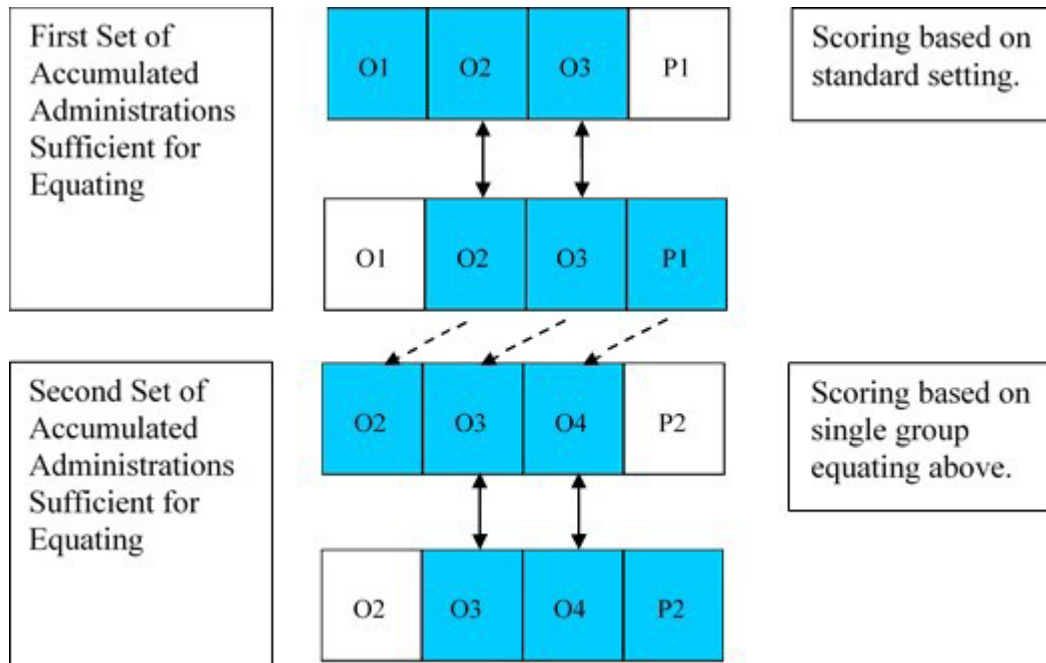 First Set of
Accumulated
Administrations
Sufficient for
Equating
O1 O2 O3 P1
Scoring based on
standard setting.
O1 O2 O3 P1
Second Set of
Accumulated
Administrations
Sufficient for
Equating
O2 O3 O4 P2
Scoring based on
single group
equating above.
O2 O3 O4 P2